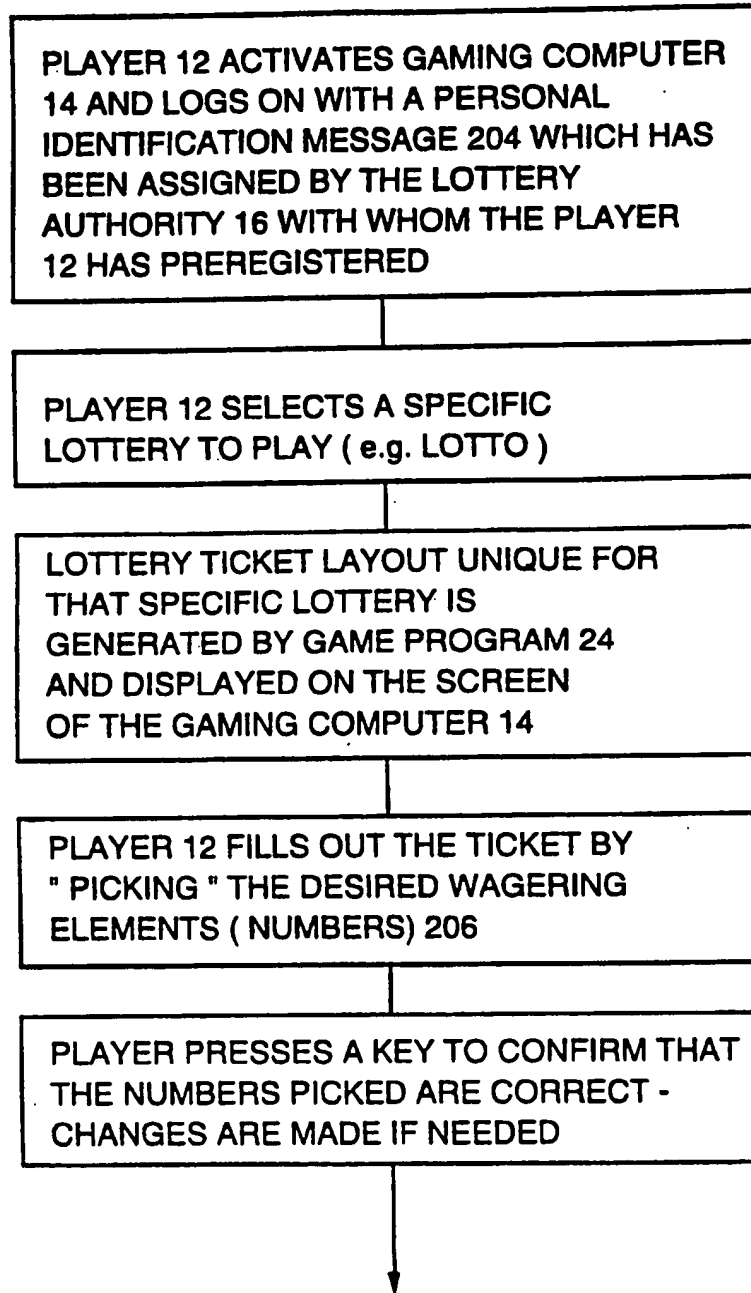 PLAYER 12 ACTIVATES GAMING COMPUTER
14 AND LOGS ON WITH A PERSONAL
IDENTIFICATION MESSAGE 204 WHICH HAS
BEEN ASSIGNED BY THE LOTTERY
AUTHORITY 16 WITH WHOM THE PLAYER
12 HAS PREREGISTERED
PLAYER 12 SELECTS A SPECIFIC
LOTTERY TO PLAY ( e.g. LOTTO )
LOTTERY TICKET LAYOUT UNIQUE FOR
THAT SPECIFIC LOTTERY IS
GENERATED BY GAME PROGRAM 24
AND DISPLAYED ON THE SCREEN
OF THE GAMING COMPUTER 14
PLAYER 12 FILLS OUT THE TICKET BY
" PICKING " THE DESIRED WAGERING
ELEMENTS ( NUMBERS) 206
PLAYER PRESSES A KEY TO CONFIRM THAT
THE NUMBERS PICKED ARE CORRECT -
CHANGES ARE MADE IF NEEDED